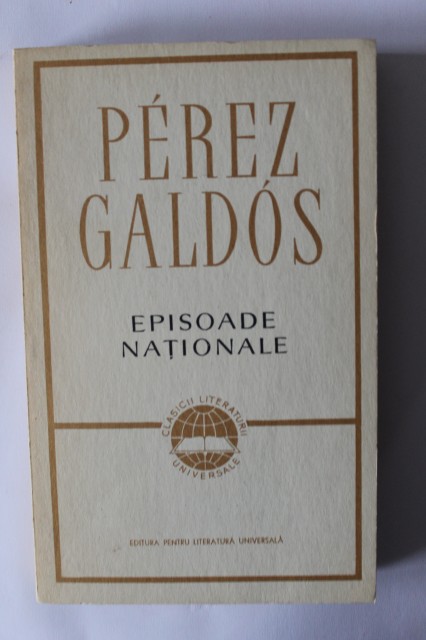 PÉREZ
GALDÓS
EPISOADE
NAȚIONALE
CLASICII LITERATURII
UNIVERSALE
EDITURA PENTRU LITERATURĂ UNIVERSALĂ